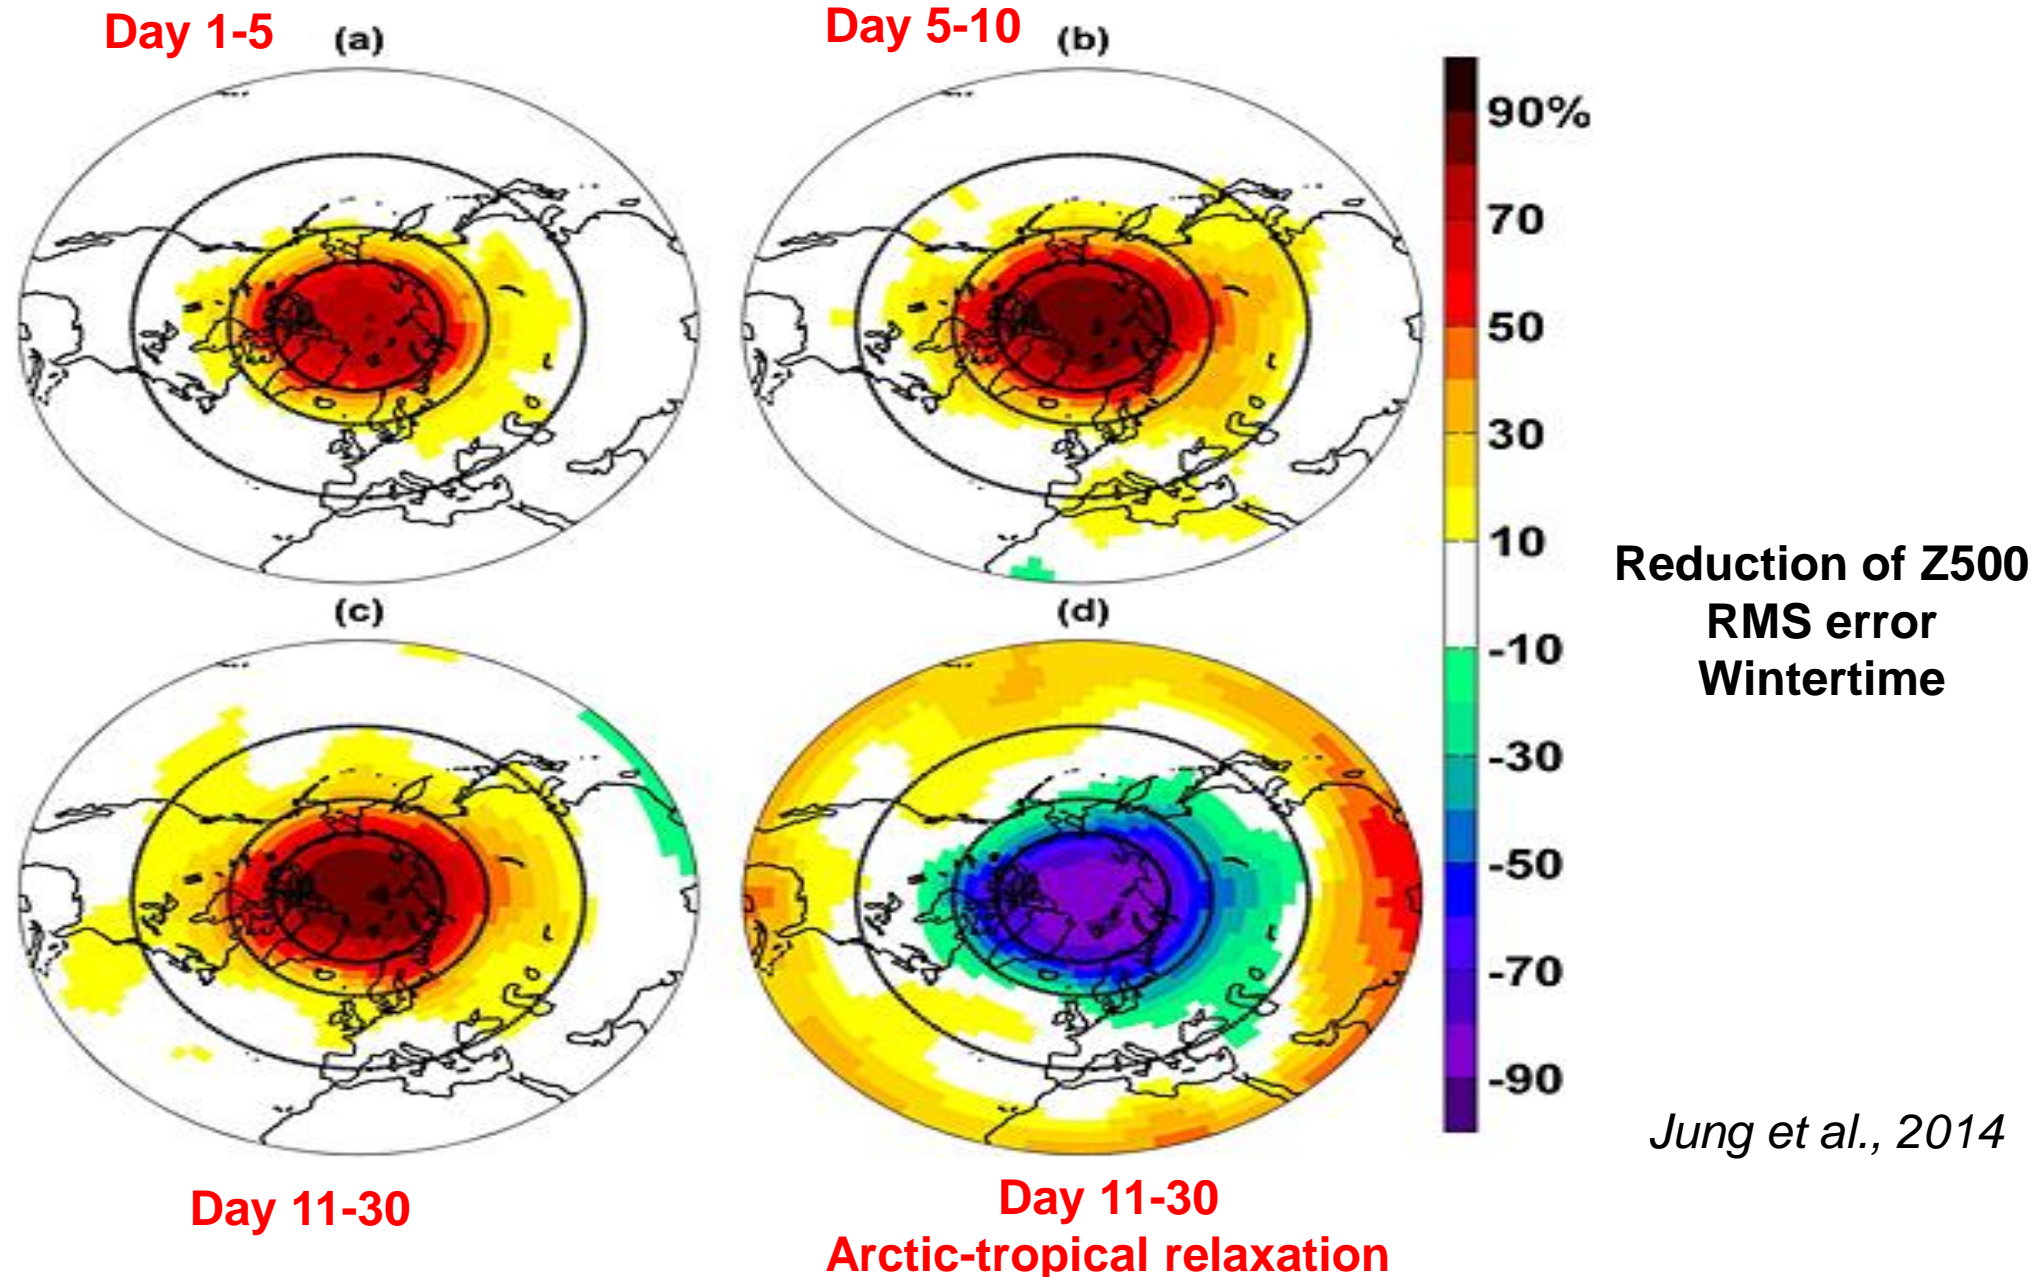 Day 1-5
(a)
Day 5-10
(b)
90%
70
50
30
10
-10
-30
-50
-70
-90
Reduction of Z500
RMS error
Wintertime
(c)
(d)
Jung et al., 2014
Day 11-30
Day 11-30
Arctic-tropical relaxation